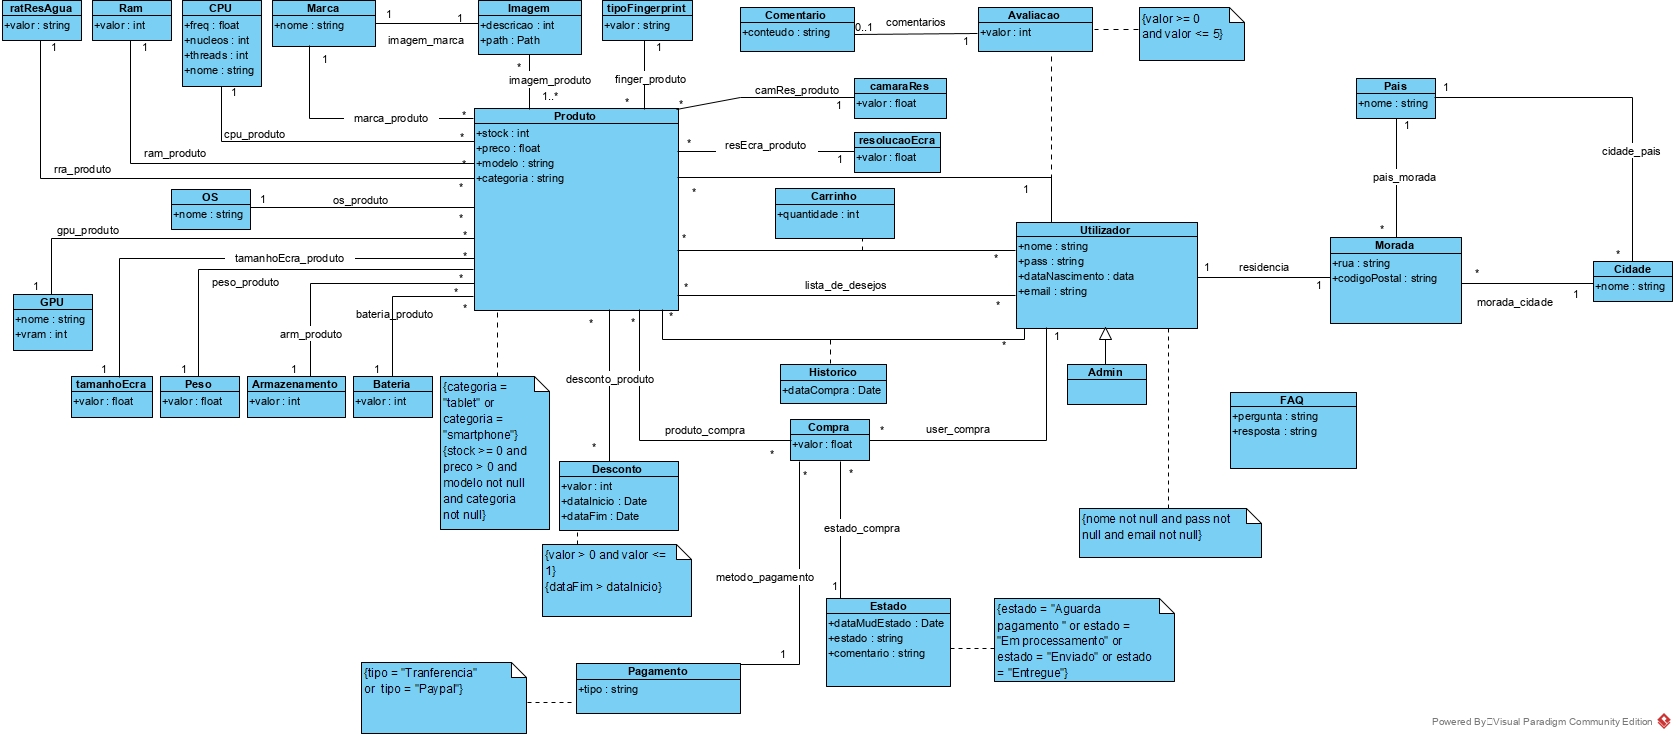 ratResAgua
+valor : string
Ram
+valor : int
CPU
+freq : float
+nucleos : int
+threads : int
+nome : string
Marca
+nome : string
1
1
imagem_marca
Imagem
+descricao : int
+path : Path
tipoFingerprint
+valor : string
Comentario
+conteudo : string
0..1
comentarios
1
Avaliacao
+valor : int
{valor >= 0
and valor <= 5}
1
1
1
1
1
*
imagem_produto
1..*
finger_produto
*
*
camRes_produto
1
camaraRes
+valor : float
Pais
+nome : string
1
1
cidade_pais
*
pais_morada
*
marca_produto
*
cpu_produto
*
ram_produto
*
rra_produto
*
Produto
+stock : int
+preco : float
+modelo : string
+categoria : string
*
resEcra_produto
1
resolucaoEcra
+valor : float
*
1
OS
+nome : string
1
os_produto
*
gpu_produto
*
tamanhoEcra_produto
*
peso_produto
*
*
*
arm_produto
bateria_produto
1
GPU
+nome : string
+vram : int
Carrinho
+quantidade : int
*
*
Utilizador
+nome : string
+pass : string
+dataNascimento : data
+email : string
1
residencia
1
Morada
+rua : string
+codigoPostal : string
*
morada_cidade
1
Cidade
+nome : string
*
lista_de_desejos
*
1
tamanhoEcra
+valor : float
1
Peso
+valor : float
1
Armazenamento
+valor : int
1
Bateria
+valor : int
*
*
*
*
1
Historico
+dataCompra : Date
Admin
{categoria =
"tablet" or
categoria =
"smartphone"}
{stock >= 0 and
preco > 0 and
modelo not null
and categoria
not null}
desconto_produto
*
Desconto
+valor : int
+dataInicio : Date
+dataFim : Date
produto_compra
*
Compra
+valor : float
*
user_compra
FAQ
+pergunta : string
+resposta : string
*
*
{valor > 0 and valor <=
1}
{dataFim > dataInicio}
estado_compra
1
metodo_pagamento
1
{nome not null and pass not
null and email not null}
Estado
+dataMudEstado : Date
+estado : string
+comentario : string
{estado = "Aguarda
pagamento " or estado =
"Em processamento" or
estado = "Enviado" or estado
= "Entregue"}
{tipo = "Tranferencia"
or tipo = "Paypal"}
Pagamento
+tipo : string
Powered By Visual Paradigm Community Edition